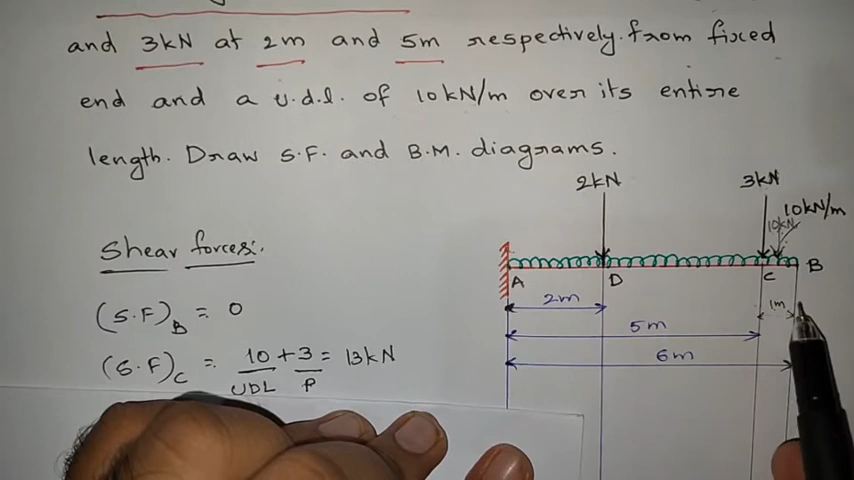 and 3kN at 2m and 5m respectively from fixed
end and a u.d.l. of 10kN/m over its entire
length. Draw S.F. and B.M. diagrams.
2kN
3kN
10kN/m
10kN
Shear forces:
A
D
C
B
2m
1m
(S.F)B = 0
5m
(S.F)C = 10+3 = 13kN
UDL P
6m